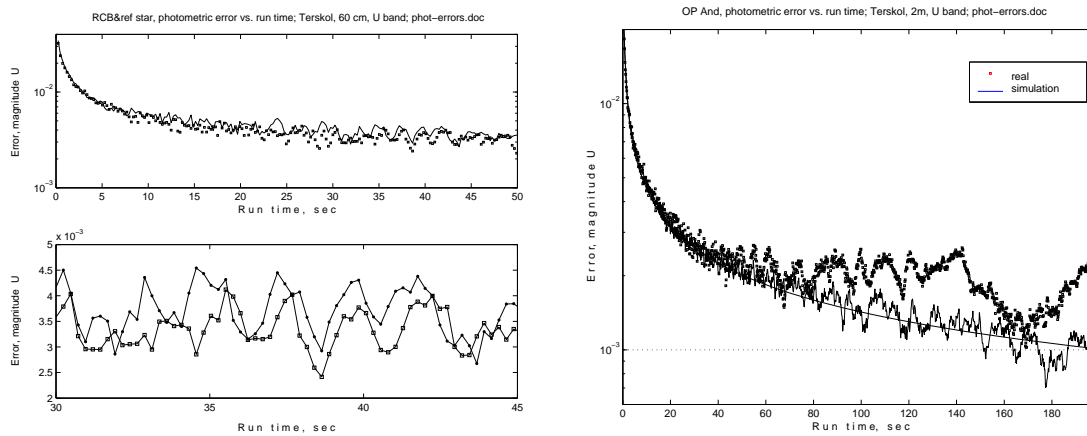 RCB&ref star, photometric error vs. run time; Terskol, 60 cm, U band; phot−errors.doc
10⁻²
10⁻³
Error, magnitude U
0 5 10 15 20 25 30 35 40 45 50
Run time, sec
5 x 10⁻³
4.5
4
3.5
3
2.5
2
Error, magnitude U
30 35 40 45
Run time, sec
OP And, photometric error vs. run time; Terskol, 2m, U band; phot−errors.doc
real
simulation
10⁻²
10⁻³
Error, magnitude U
0 20 40 60 80 100 120 140 160 180
Run time, sec